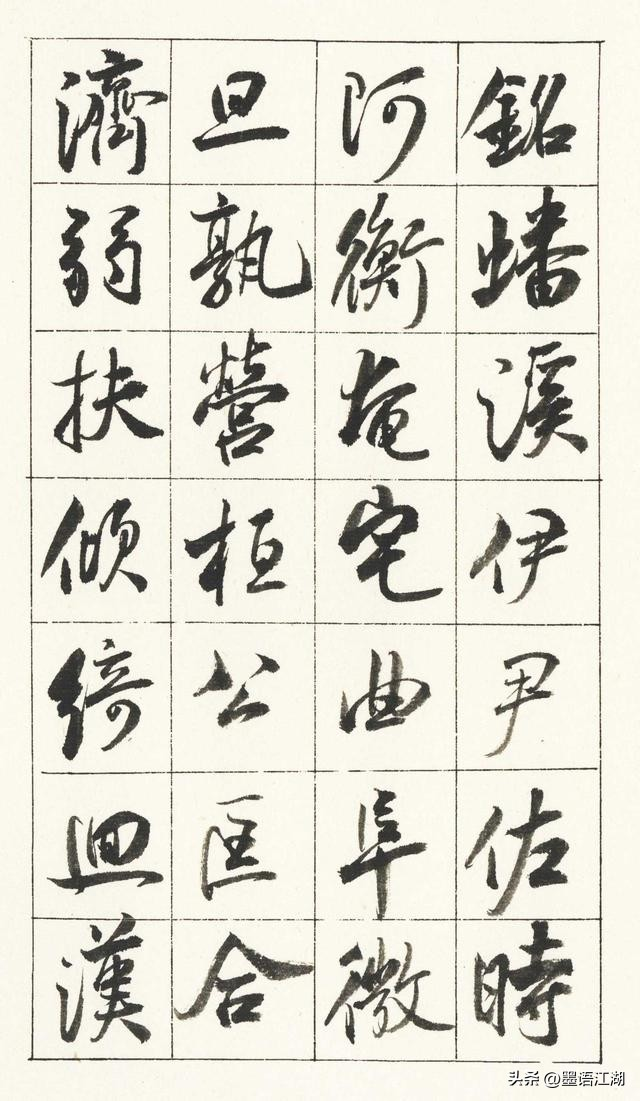 銘蟠溪伊尹佐時
阿衡奄宅曲阜微
旦孰營桓公匡合
濟弱扶傾綺迴漢
头条 @墨语江湖